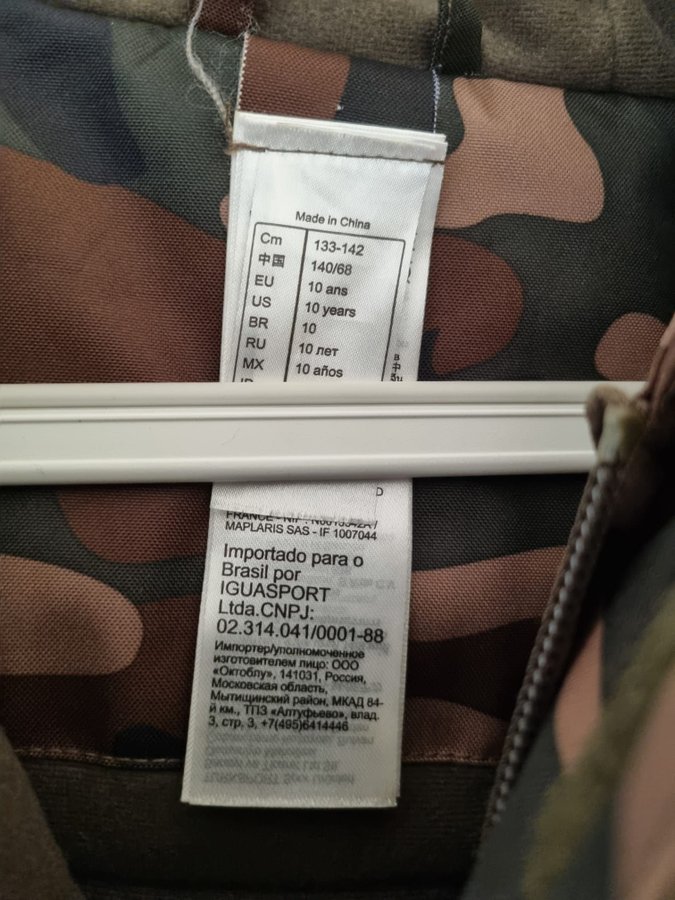 Made in China
Cm 133-142
中国 140/68
EU 10 ans
US 10 years
BR 10
RU 10 лет
MX 10 años
MAPLARIS SAS - IF 1007044
Importado para o
Brasil por
IGUASPORT
Ltda.CNPJ:
02.314.041/0001-88
Импортер/уполномоченное
изготовителем лицо: ООО
«Октоблу», 141031, Россия,
Московская область,
Мытищинский район, МКАД 84-
й км., ТПЗ «Алтуфьево», влад.
3, стр. 3, +7(495)6414446